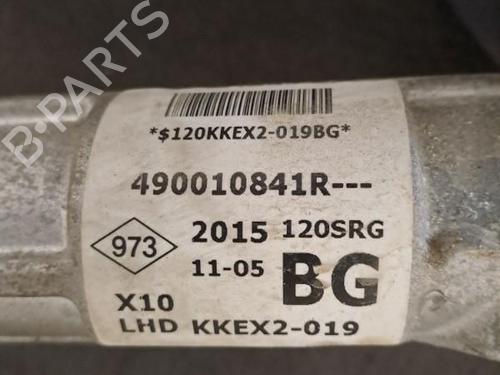 *$120KKEX2-019BG*
490010841R---
973
2015 120SRG
11-05 BG
X10
LHD KKEX2-019
B-PARTS